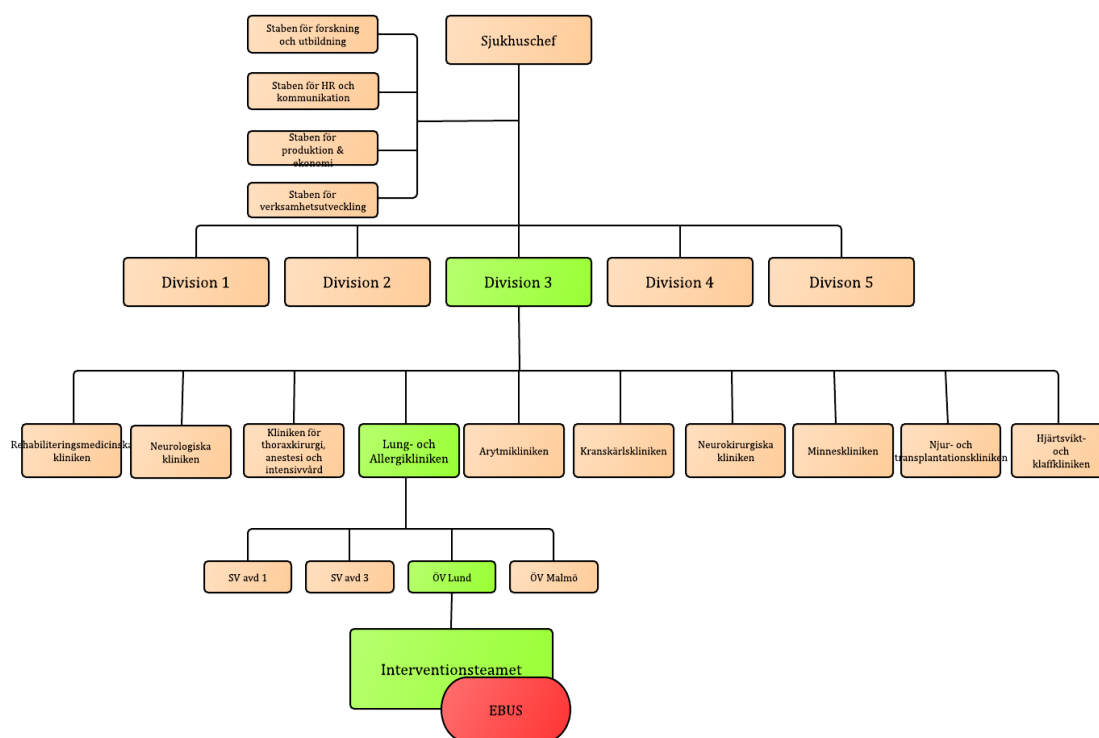 Staben för forskning
och utbildning
Sjukhuschef
Staben för HR och
kommunikation
Staben för
produktion &
ekonomi
Staben för
verksamhetsutveckling
Division 1
Division 2
Division 3
Division 4
Divison 5
Rehabiliteringsmedicinska
kliniken
Neurologiska
kliniken
Kliniken för
thoraxkirurgi,
anestesi och
intensivvård
Lung- och
Allergikliniken
Arytmikliniken
Kranskärlskliniken
Neurokirurgiska
kliniken
Minneskliniken
Njur- och
transplantationskliniken
Hjärtsvikt-
och
klaffkliniken
SV avd 1
SV avd 3
ÖV Lund
ÖV Malmö
Interventionsteamet
EBUS